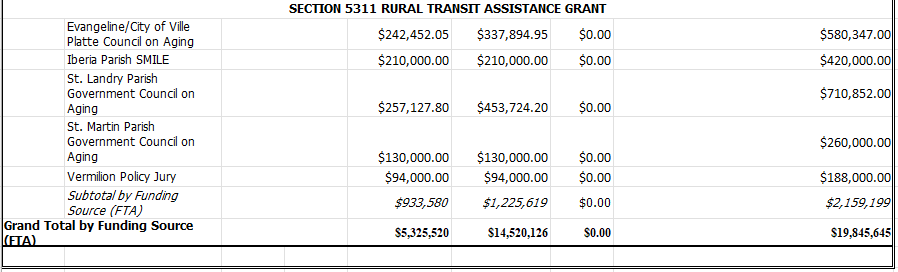 SECTION 5311 RURAL TRANSIT ASSISTANCE GRANT
Evangeline/City of Ville
Platte Council on Aging $242,452.05 $337,894.95 $0.00 $580,347.00
Iberia Parish SMILE $210,000.00 $210,000.00 $0.00 $420,000.00
St. Landry Parish
Government Council on
Aging $257,127.80 $453,724.20 $0.00 $710,852.00
St. Martin Parish
Government Council on
Aging $130,000.00 $130,000.00 $0.00 $260,000.00
Vermilion Policy Jury $94,000.00 $94,000.00 $0.00 $188,000.00
Subtotal by Funding
Source (FTA) $933,580 $1,225,619 $0.00 $2,159,199
Grand Total by Funding Source
(FTA) $5,325,520 $14,520,126 $0.00 $19,845,645